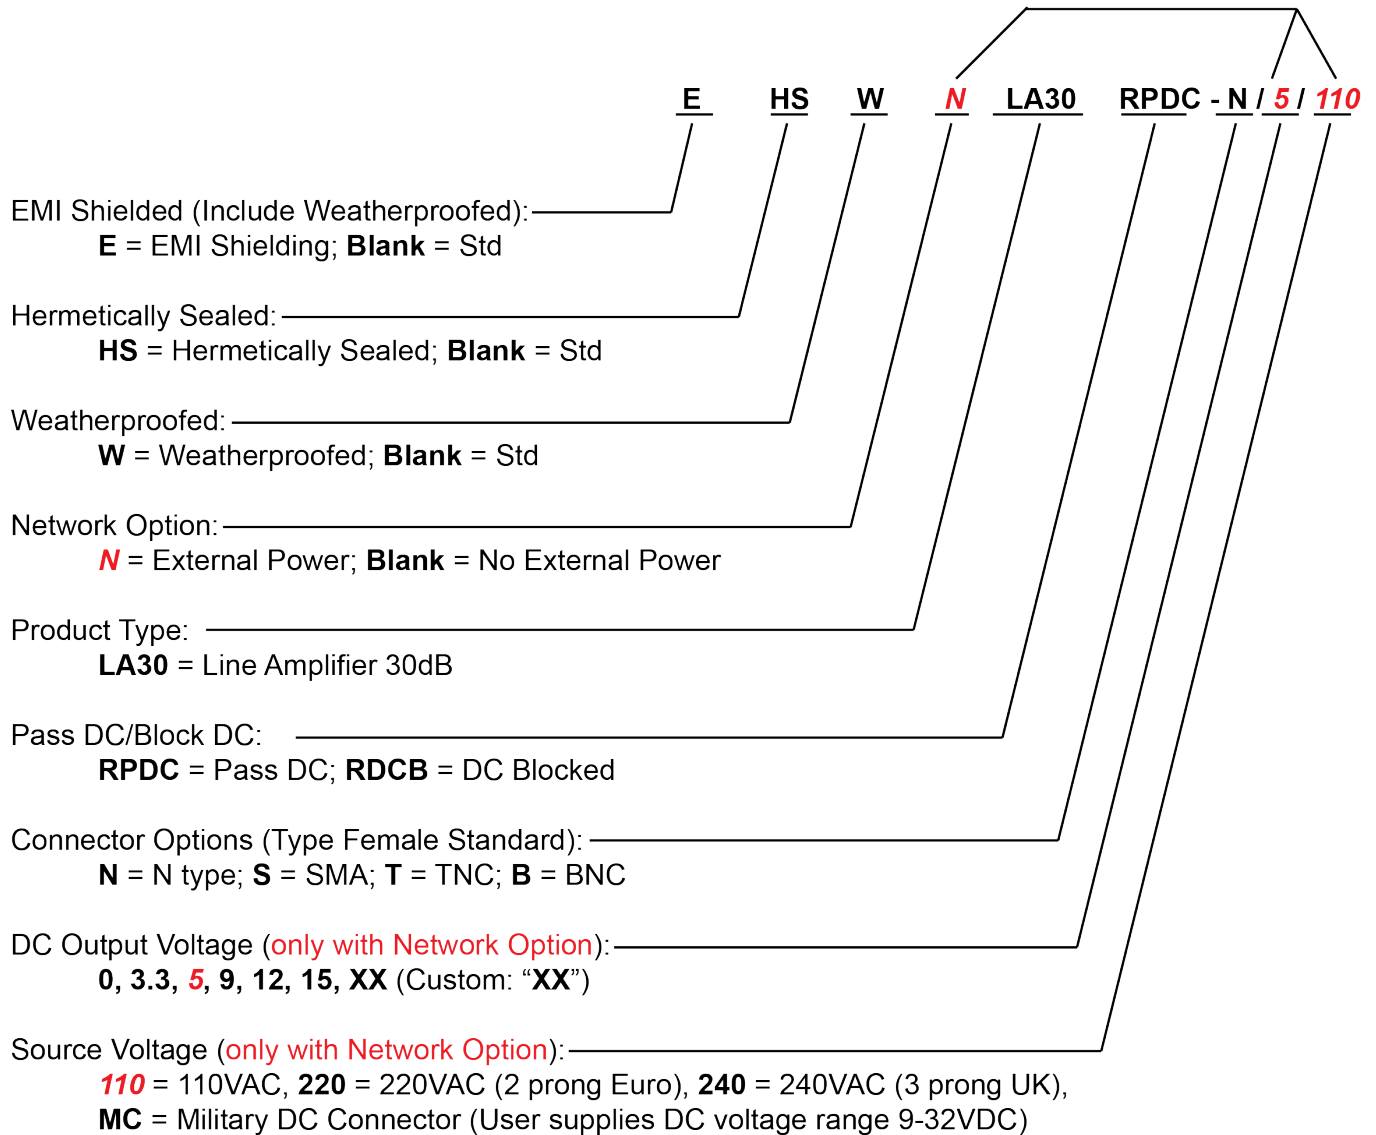 E HS W N LA30 RPDC - N / 5 / 110
EMI Shielded (Include Weatherproofed):
E = EMI Shielding; Blank = Std
Hermetically Sealed:
HS = Hermetically Sealed; Blank = Std
Weatherproofed:
W = Weatherproofed; Blank = Std
Network Option:
N = External Power; Blank = No External Power
Product Type:
LA30 = Line Amplifier 30dB
Pass DC/Block DC:
RPDC = Pass DC; RDCB = DC Blocked
Connector Options (Type Female Standard):
N = N type; S = SMA; T = TNC; B = BNC
DC Output Voltage (only with Network Option):
0, 3.3, 5, 9, 12, 15, XX (Custom: “XX”)
Source Voltage (only with Network Option):
110 = 110VAC, 220 = 220VAC (2 prong Euro), 240 = 240VAC (3 prong UK),
MC = Military DC Connector (User supplies DC voltage range 9-32VDC)